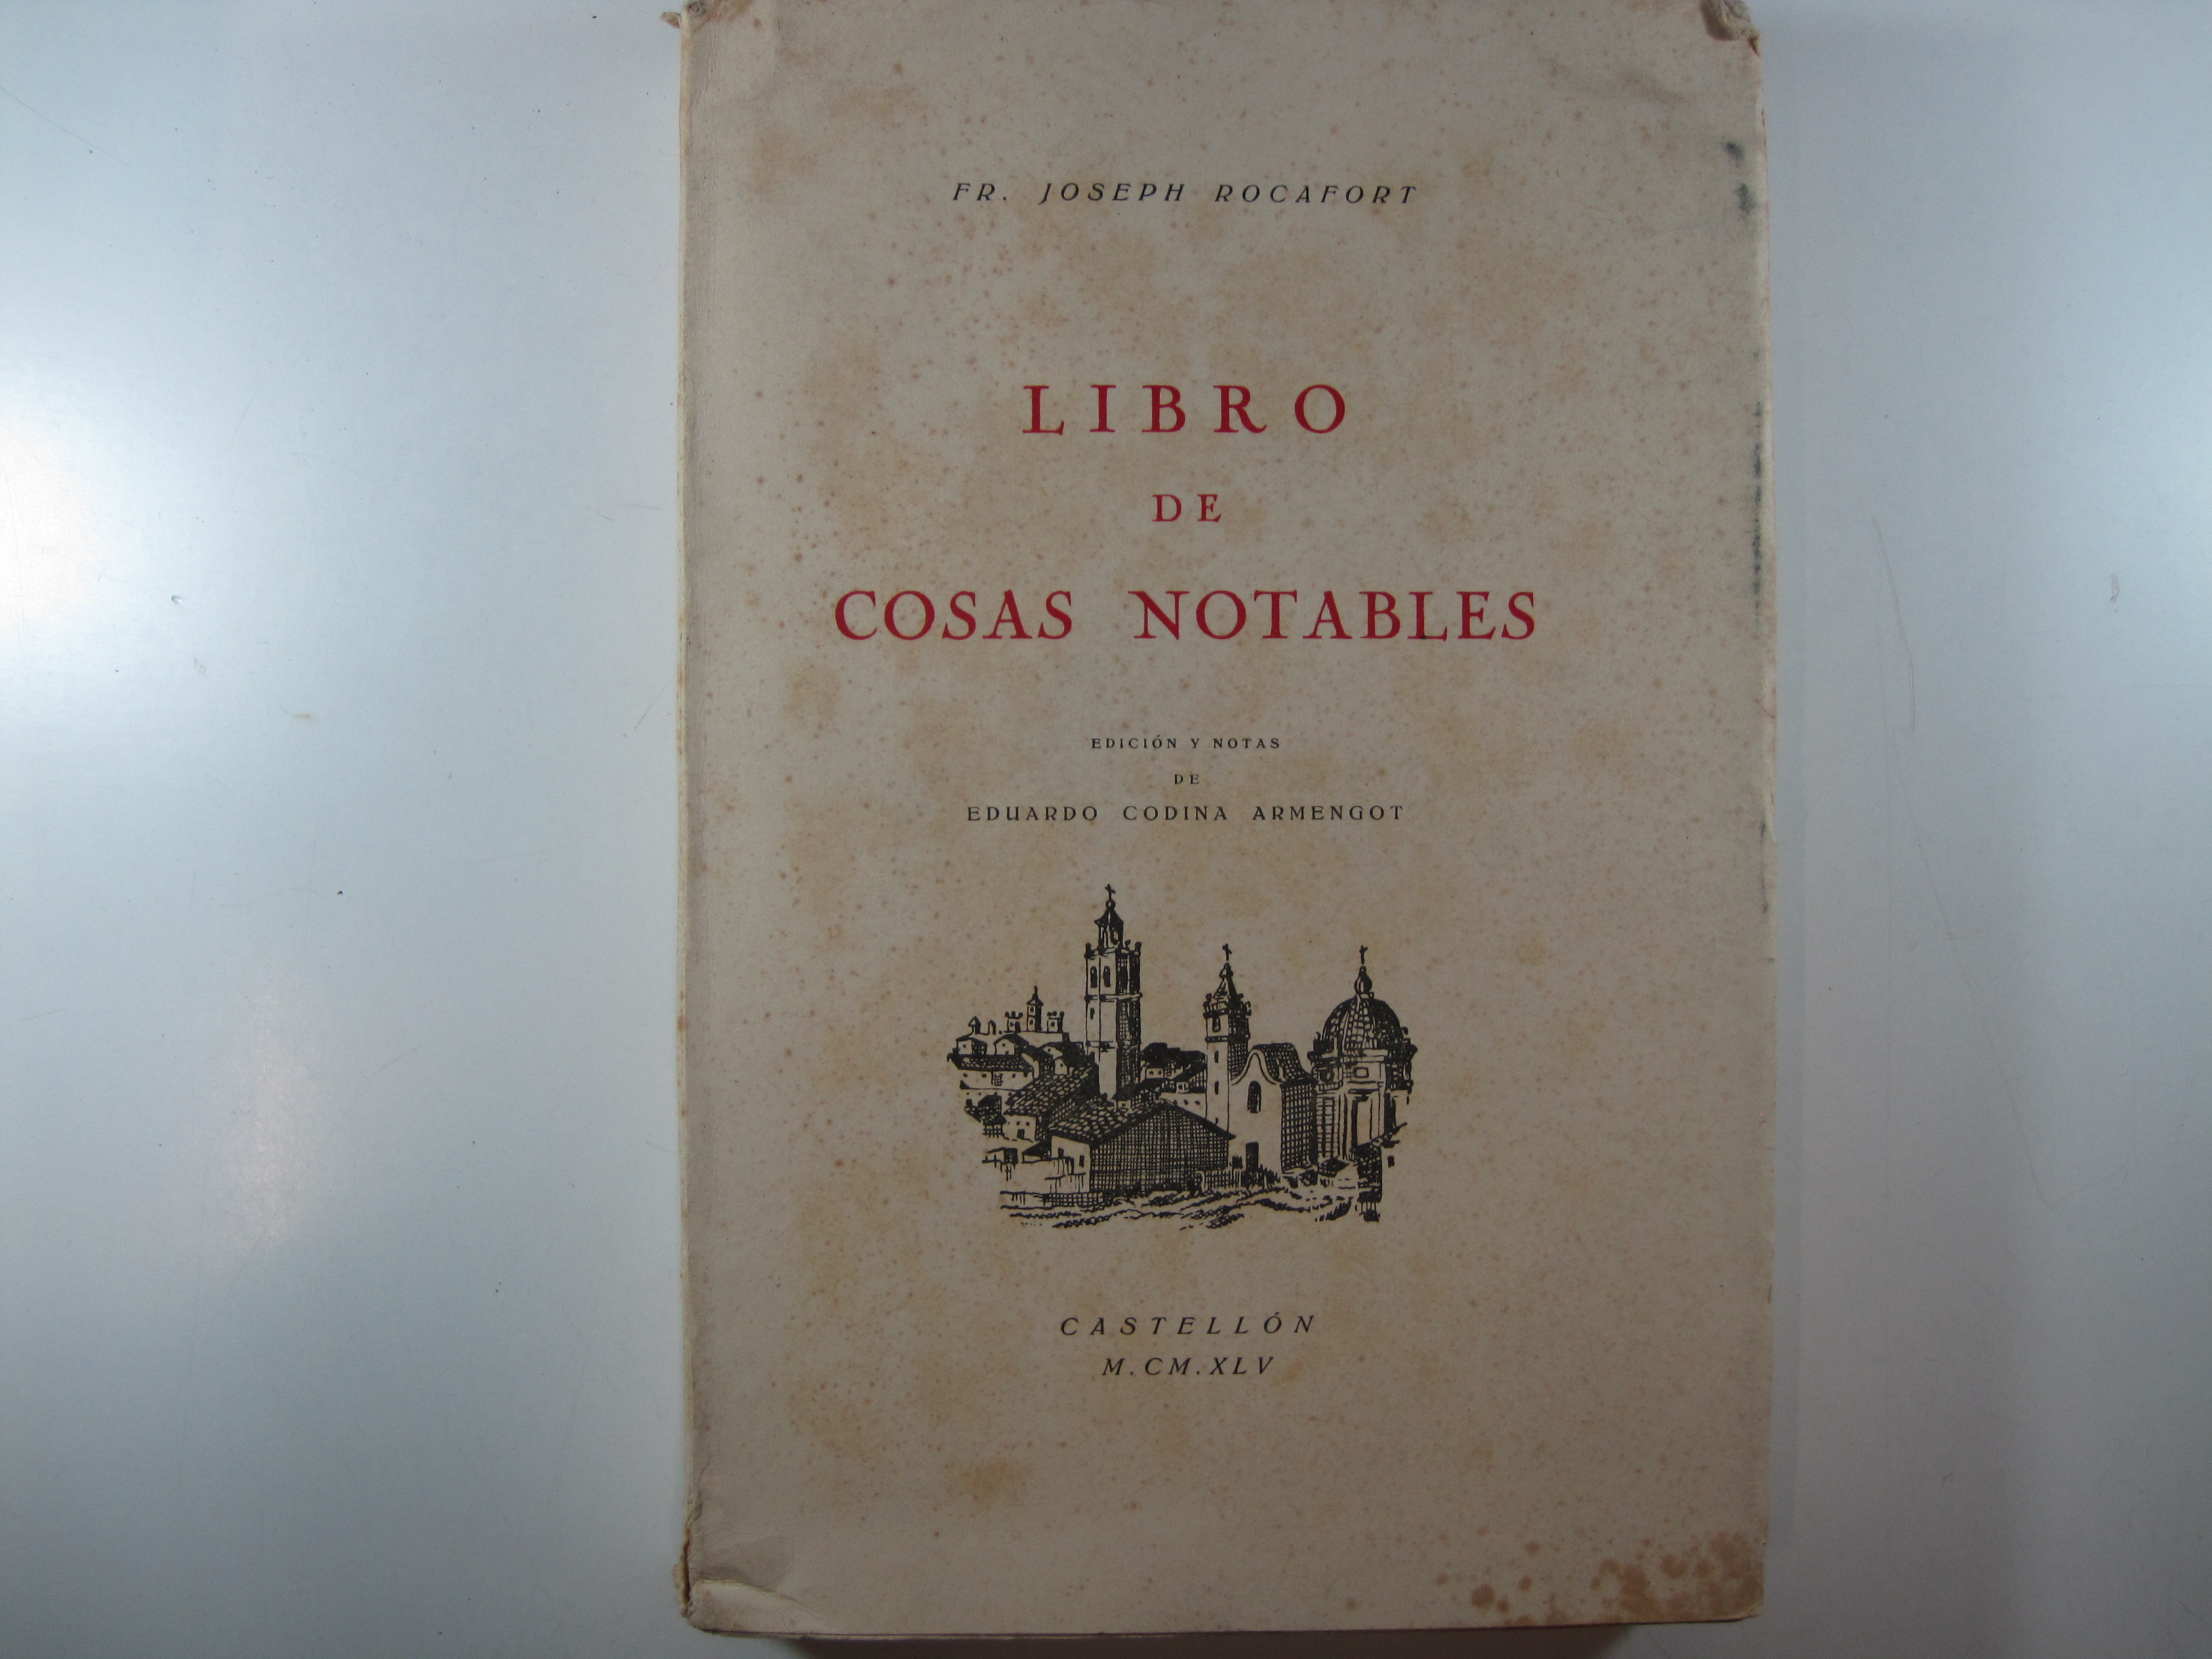 FR. JOSEPH ROCAFORT
LIBRO
DE
COSAS NOTABLES
EDICIÓN Y NOTAS
DE
EDUARDO CODINA ARMENGOT
CASTELLÓN
M.CM.XLV